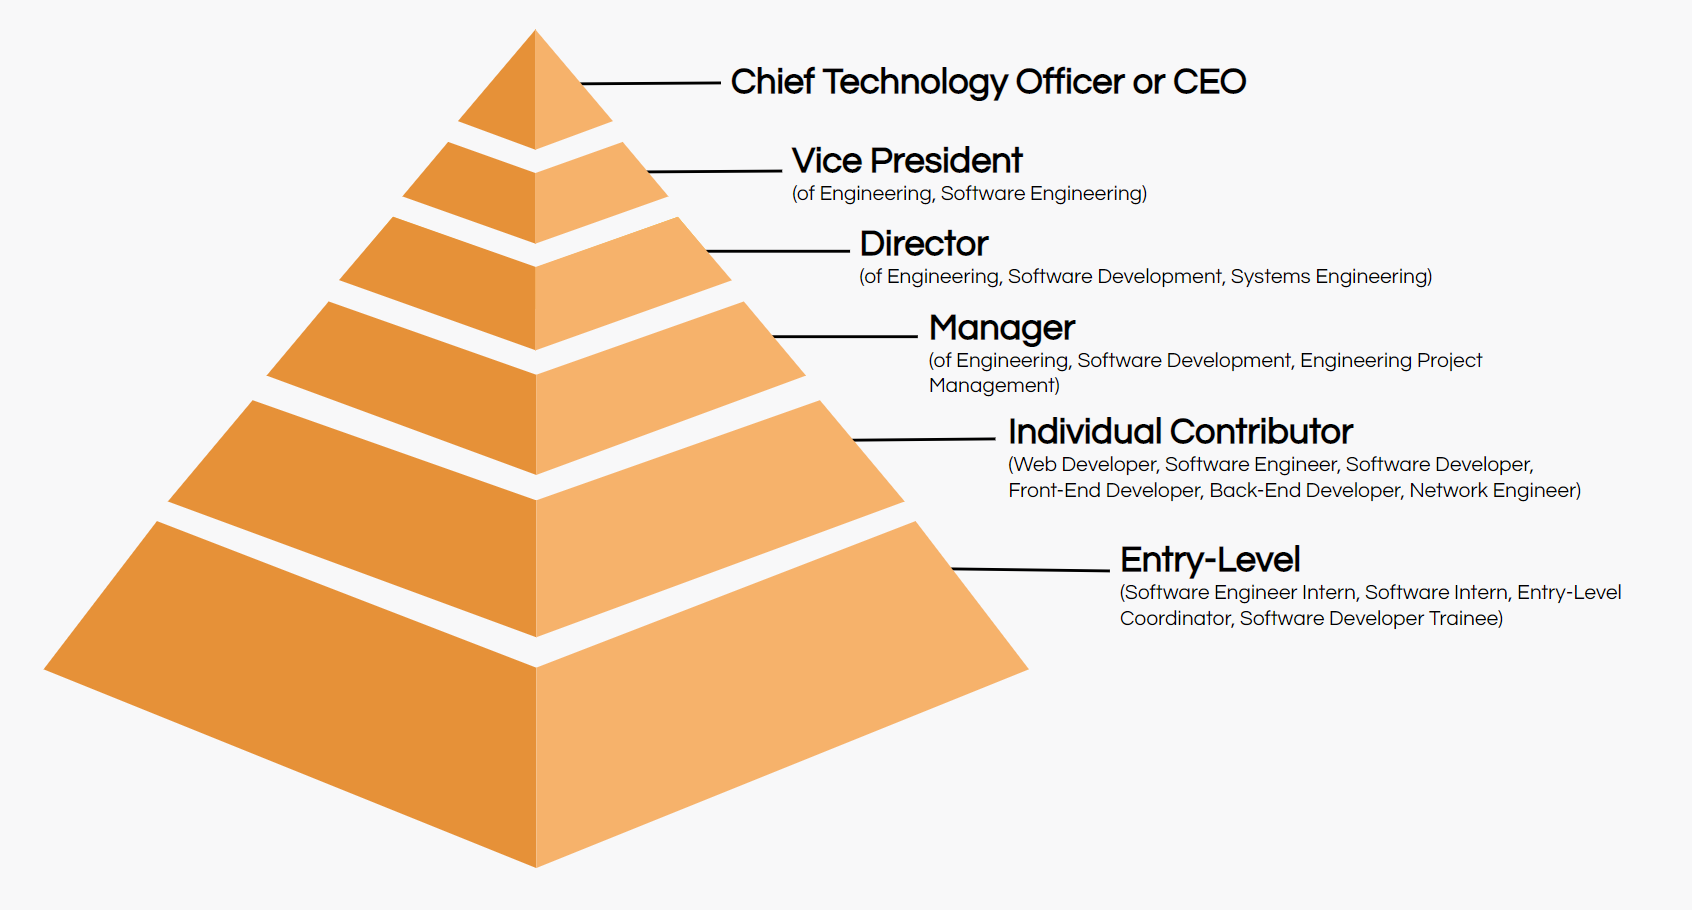 Chief Technology Officer or CEO
Vice President
(of Engineering, Software Engineering)
Director
(of Engineering, Software Development, Systems Engineering)
Manager
(of Engineering, Software Development, Engineering Project
Management)
Individual Contributor
(Web Developer, Software Engineer, Software Developer,
Front-End Developer, Back-End Developer, Network Engineer)
Entry-Level
(Software Engineer Intern, Software Intern, Entry-Level
Coordinator, Software Developer Trainee)